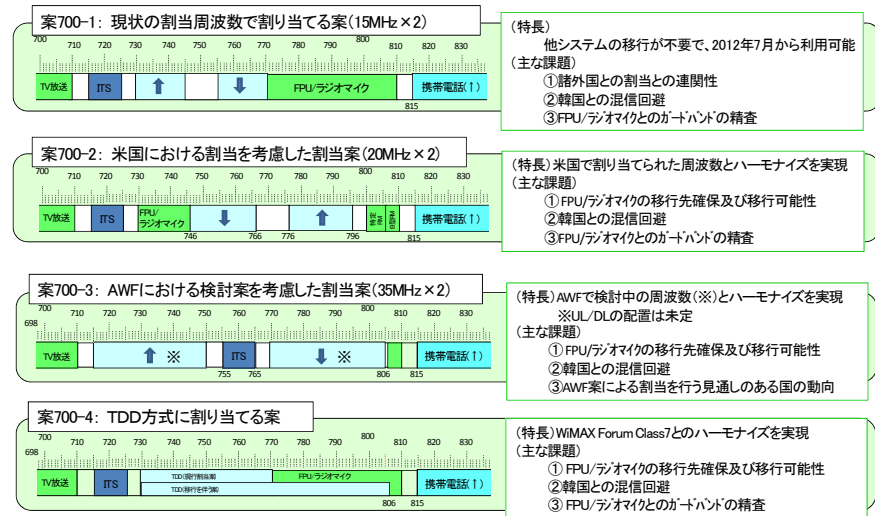 案700-1: 現状の割当周波数で割り当てる案(15MHz×2)
700 710 720 730 740 750 760 770 780 790 800 810 820 830
TV放送 ITS ↑ ↓ FPU/ラジオマイク 携帯電話(↑)
815
(特長)
他システムの移行が不要で、2012年7月から利用可能
(主な課題)
①諸外国との割当との連関性
②韓国との混信回避
③FPU/ラジオマイクとのガードバンドの精査
案700-2: 米国における割当を考慮した割当案(20MHz×2)
700 710 720 730 740 750 760 770 780 790 800 810 820 830
TV放送 ITS FPU/ラジオマイク ↓ ↑ 特定RM B型RM 携帯電話(↑)
746 766 776 796 815
(特長)米国で割り当てられた周波数とハーモナイズを実現
(主な課題)
①FPU/ラジオマイクの移行先確保及び移行可能性
②韓国との混信回避
③FPU/ラジオマイクとのガードバンドの精査
案700-3: AWFにおける検討案を考慮した割当案(35MHz×2)
700 710 720 730 740 750 760 770 780 790 800 810 820 830
698
TV放送 ↑ ※ ITS ↓ ※ 携帯電話(↑)
755 765 806 815
(特長)AWFで検討中の周波数(※)とハーモナイズを実現
※UL/DLの配置は未定
(主な課題)
①FPU/ラジオマイクの移行先確保及び移行可能性
②韓国との混信回避
③AWF案による割当を行う見通しのある国の動向
案700-4: TDD方式に割り当てる案
700 710 720 730 740 750 760 770 780 790 800 810 820 830
698
TV放送 ITS TDD(現行割当案) FPU/ラジオマイク 携帯電話(↑)
TDD(移行を伴う案)
806 815
(特長)WiMAX Forum Class7とのハーモナイズを実現
(主な課題)
①FPU/ラジオマイクの移行先確保及び移行可能性
②韓国との混信回避
③FPU/ラジオマイクとのガードバンドの精査